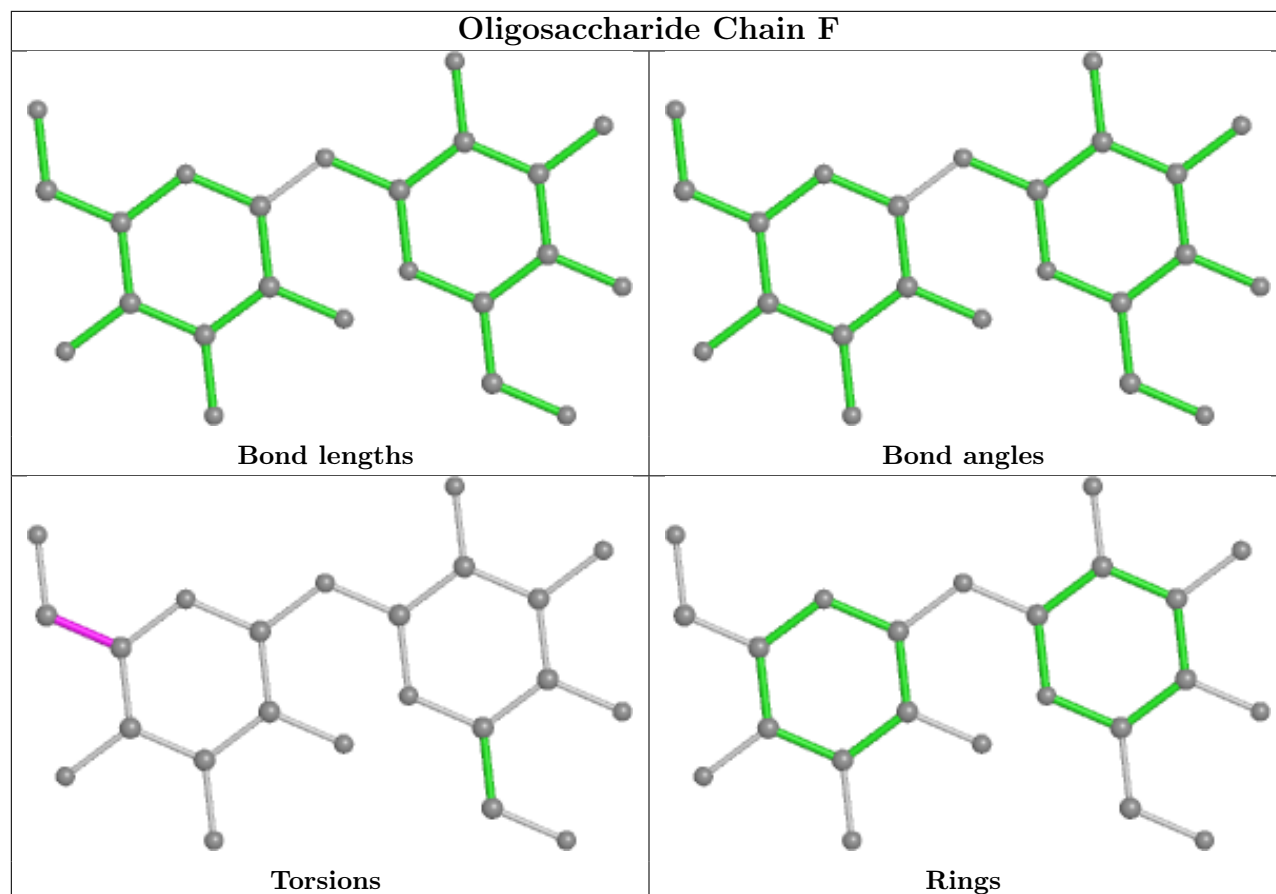 Oligosaccharide Chain F
Bond lengths
Bond angles
Torsions
Rings